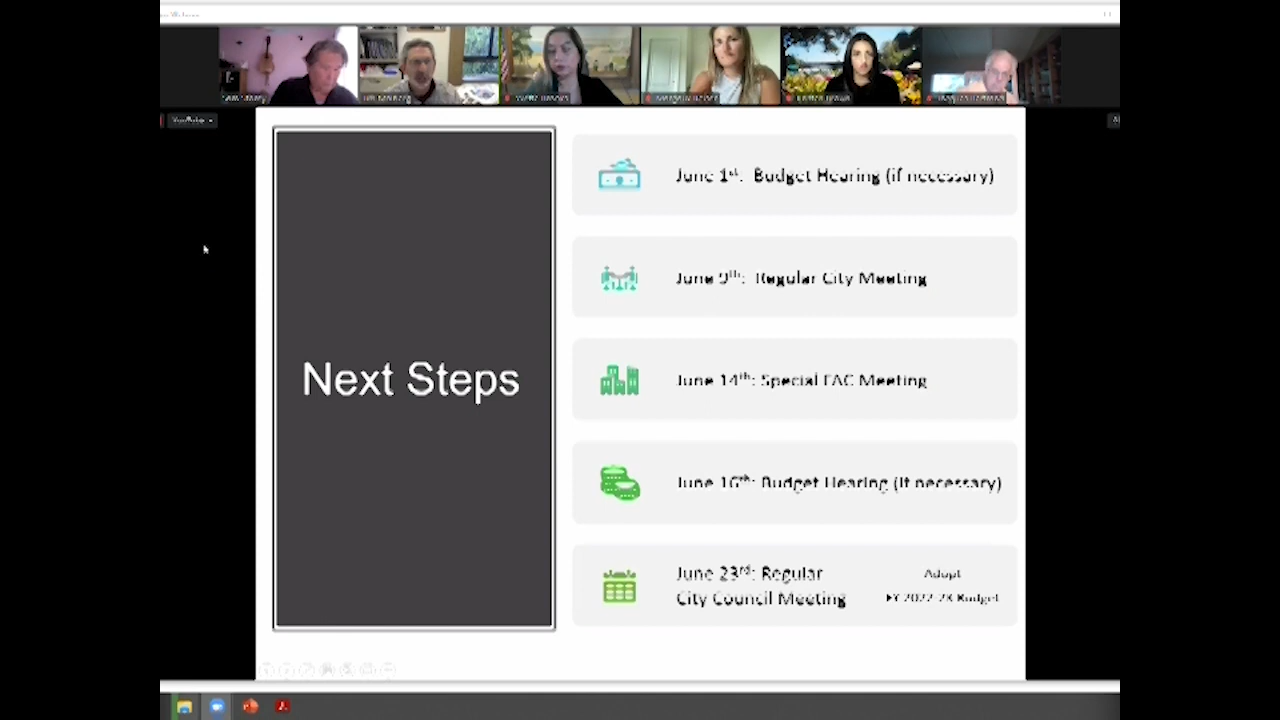 Next Steps
June 1st: Budget Hearing (if necessary)
June 9th: Regular City Meeting
June 14th: Special FAC Meeting
June 16th: Budget Hearing (If necessary)
June 23rd: Regular
City Council Meeting
Adopt
FY 2022-23 Budget